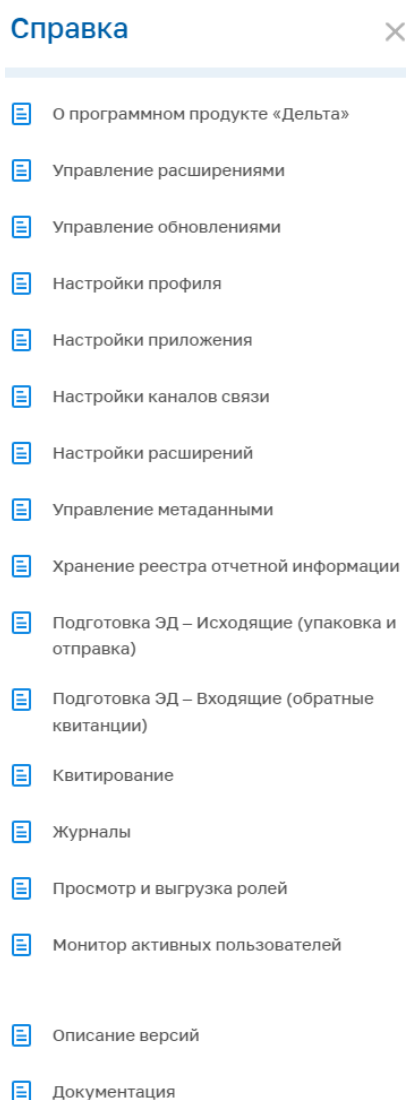 Справка
О программном продукте «Дельта»
Управление расширениями
Управление обновлениями
Настройки профиля
Настройки приложения
Настройки каналов связи
Настройки расширений
Управление метаданными
Хранение реестра отчетной информации
Подготовка ЭД – Исходящие (упаковка и
отправка)
Подготовка ЭД – Входящие (обратные
квитанции)
Квитирование
Журналы
Просмотр и выгрузка ролей
Монитор активных пользователей
Описание версий
Документация